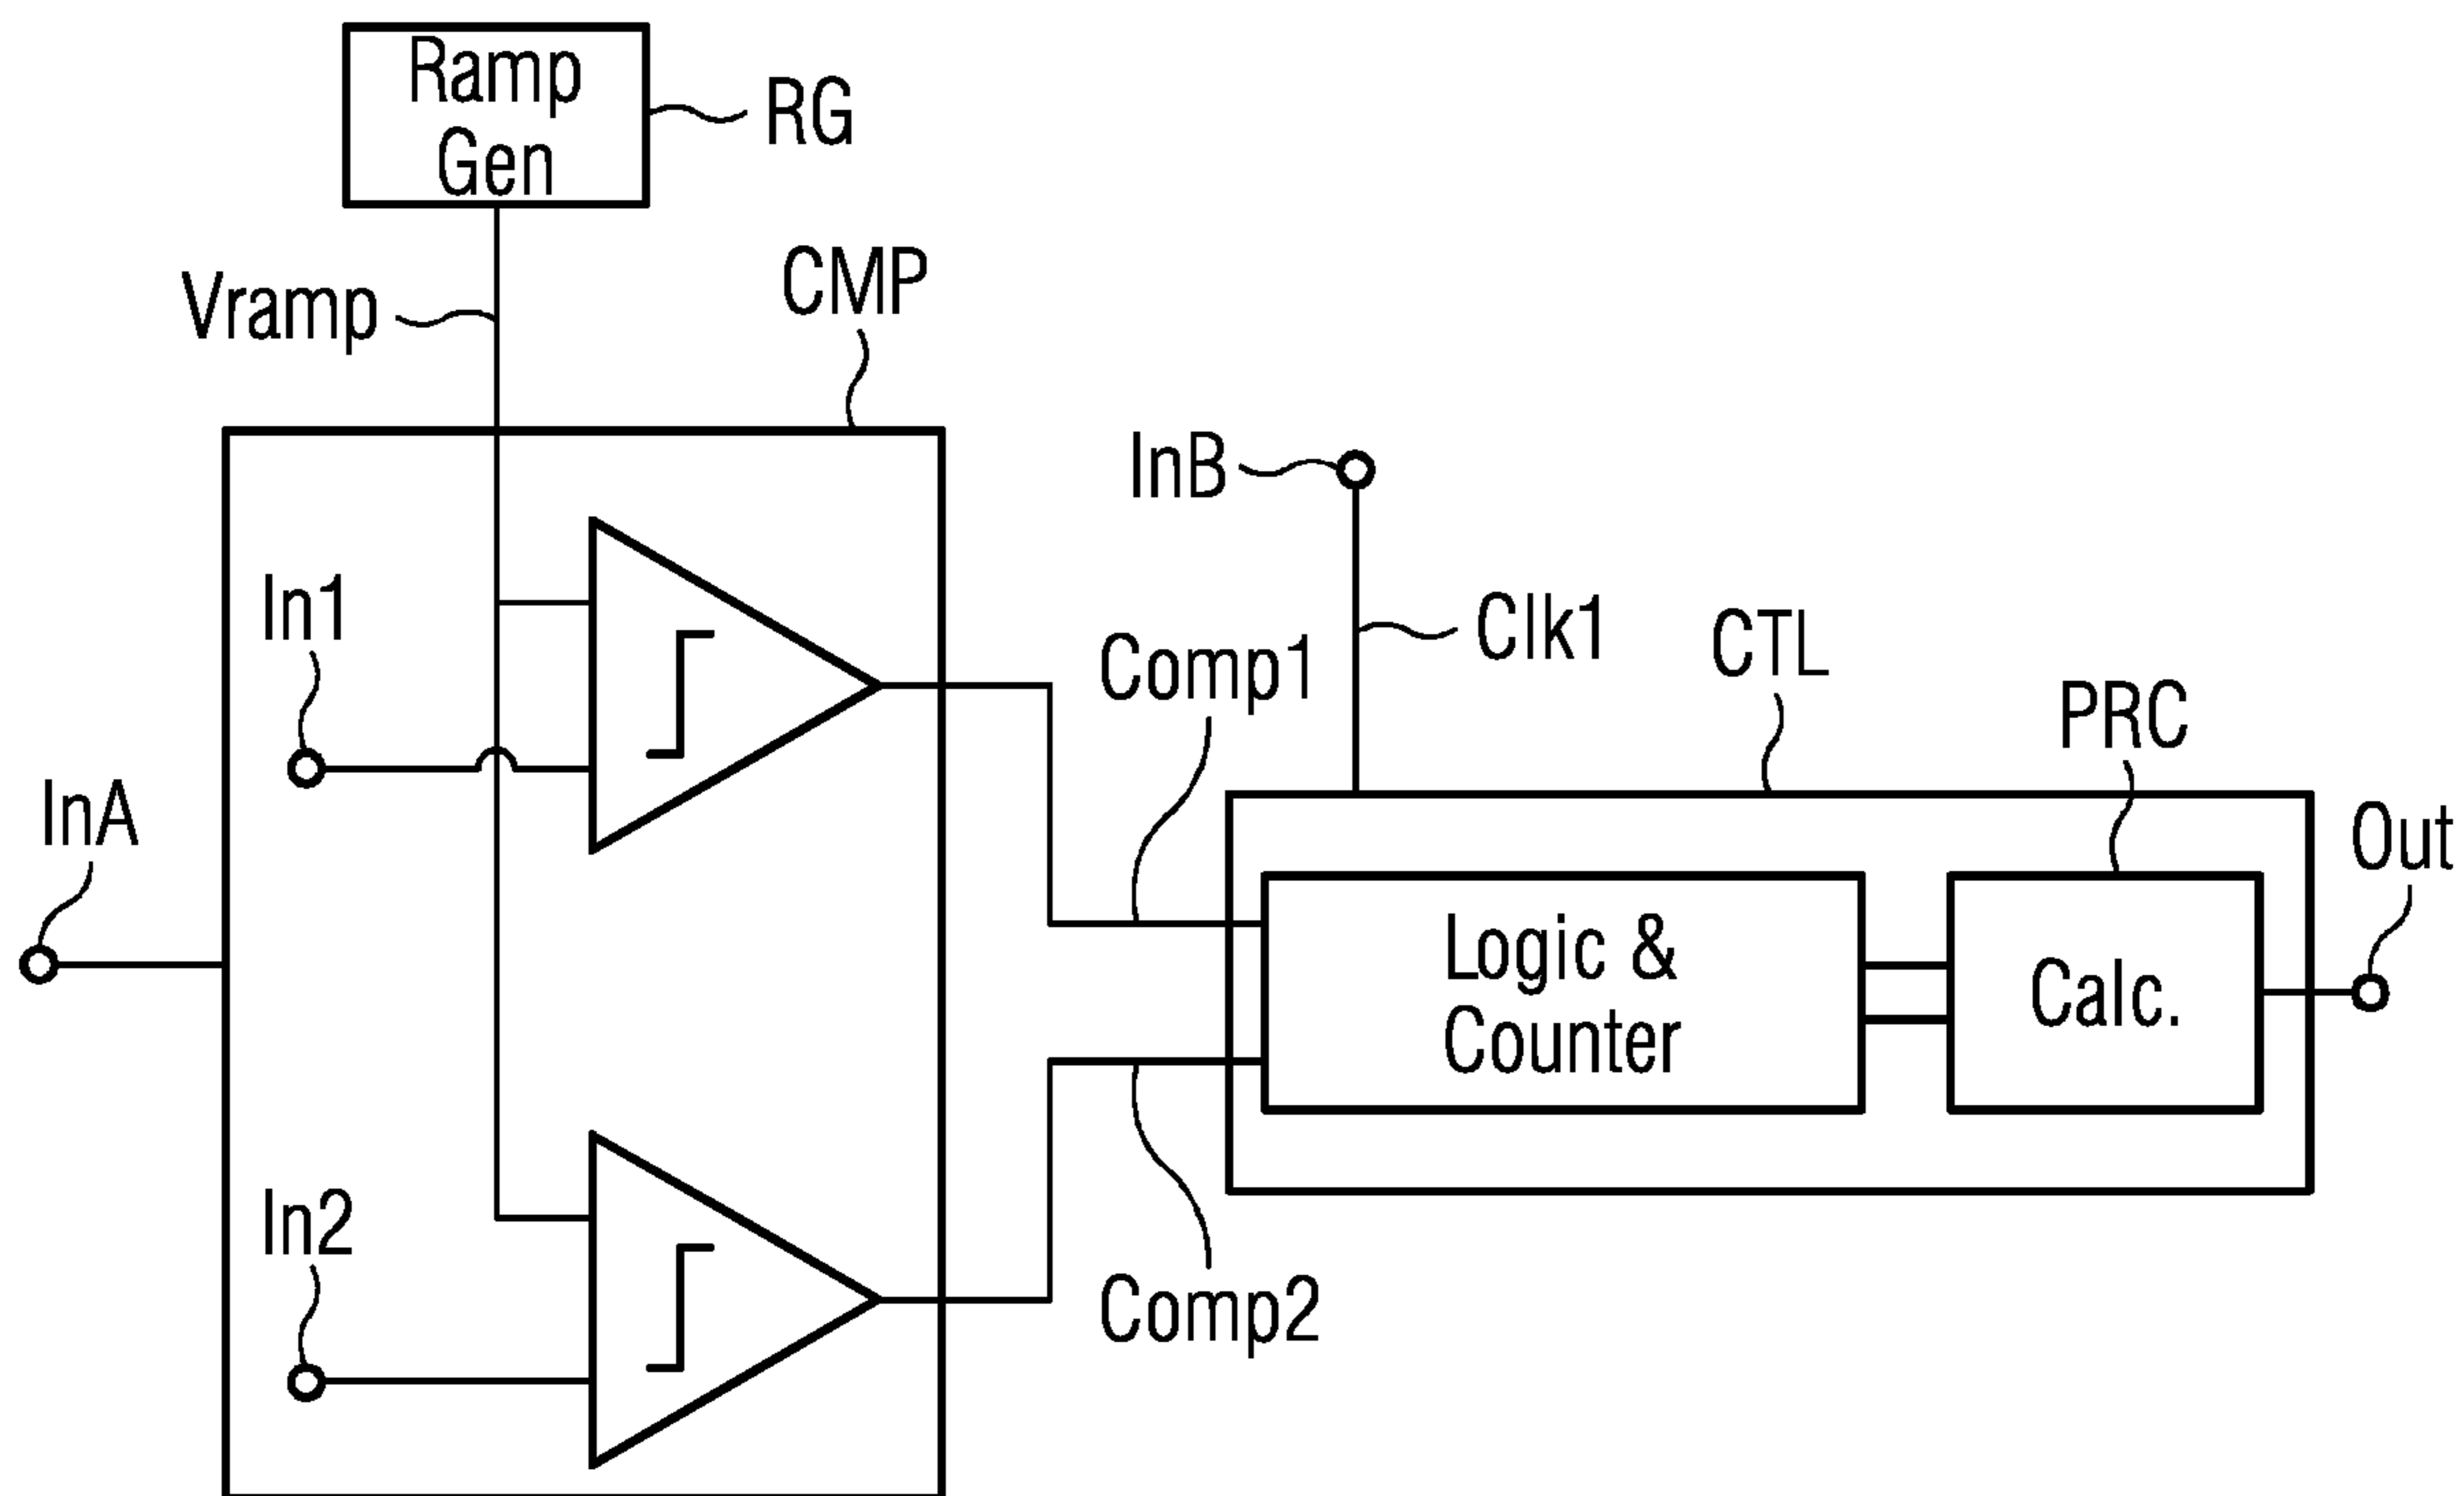 Ramp
Gen
RG
CMP
Vramp
InB
In1
Clk1
CTL
Comp1
PRC
InA
Out
Logic &
Counter
Calc.
In2
Comp2